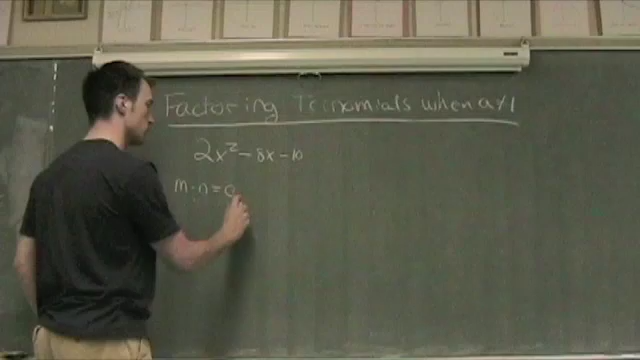 Factoring Trinomials when a≠1
2x² - 8x - 10
m·n = a